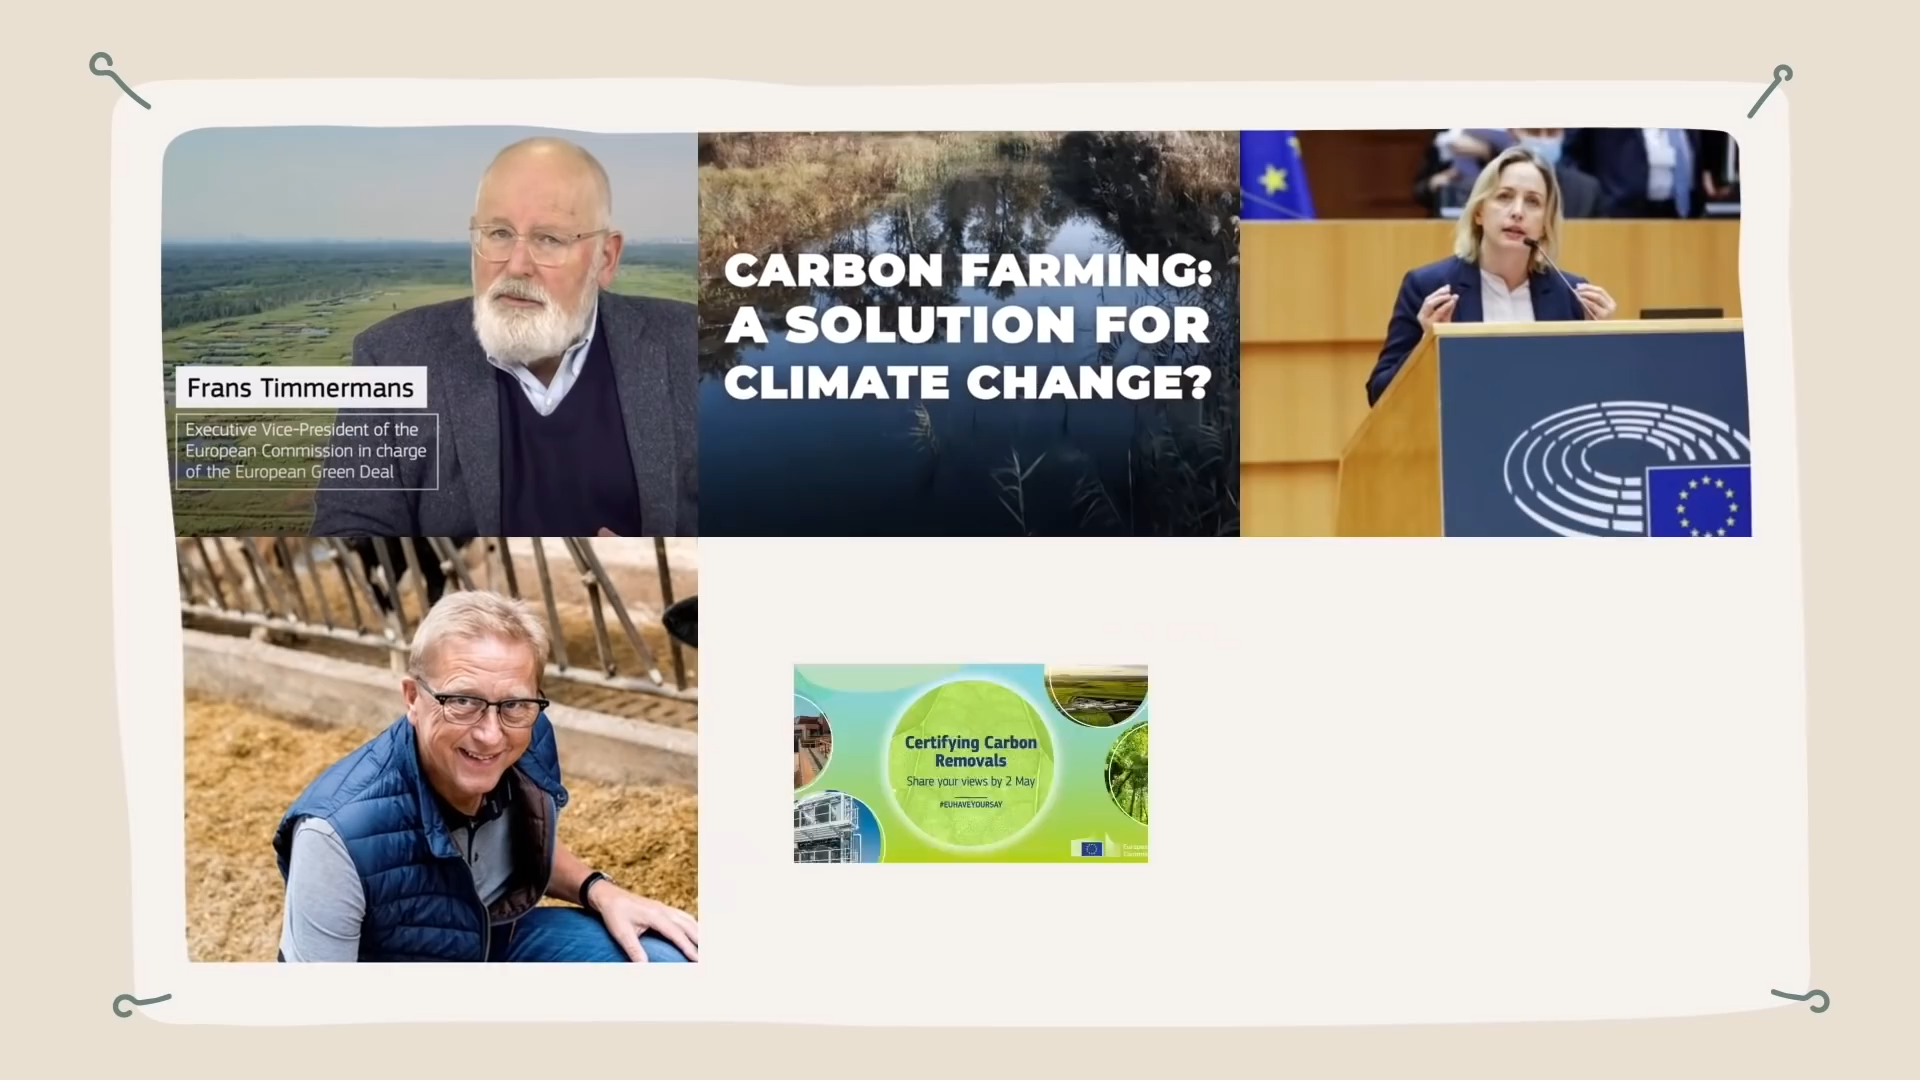 Frans Timmermans
Executive Vice-President of the
European Commission in charge
of the European Green Deal
CARBON FARMING:
A SOLUTION FOR
CLIMATE CHANGE?
Certifying Carbon
Removals
Share your views by 2 May
#EUHAVEYOURSAY